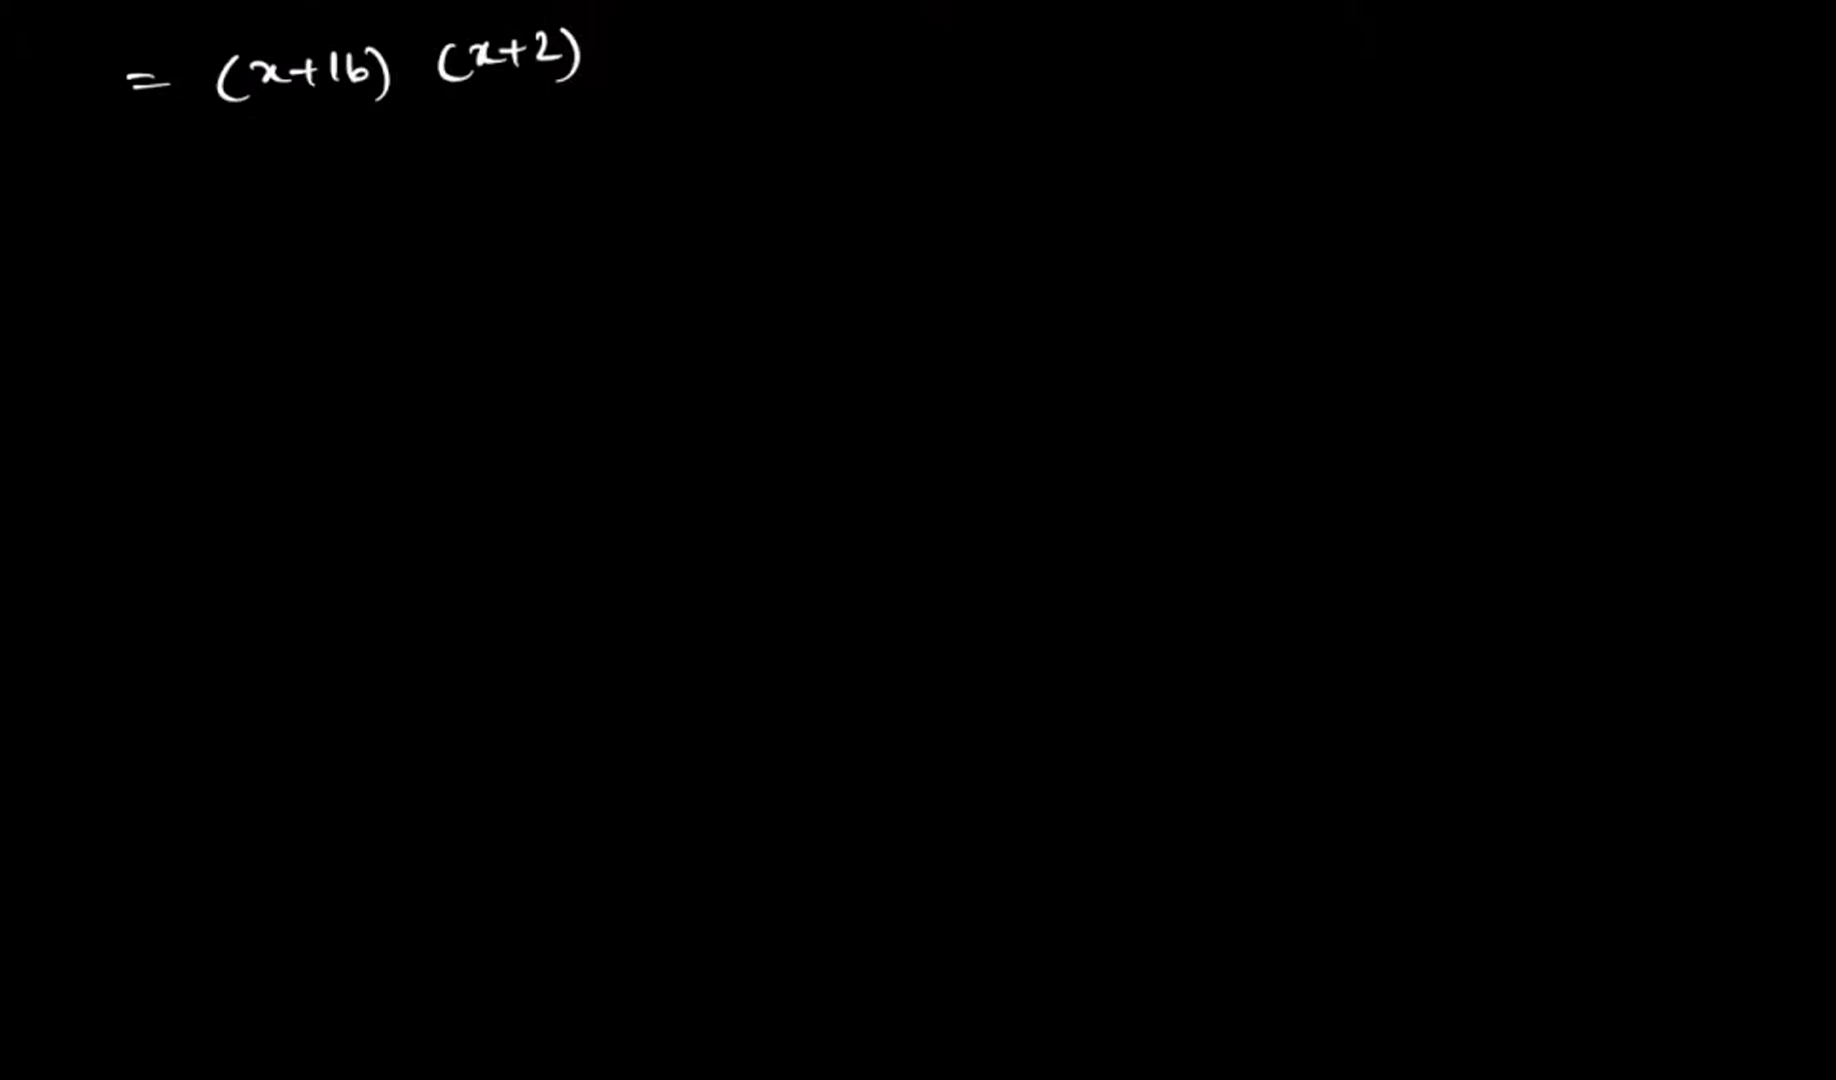 = (x+16) (x+2)